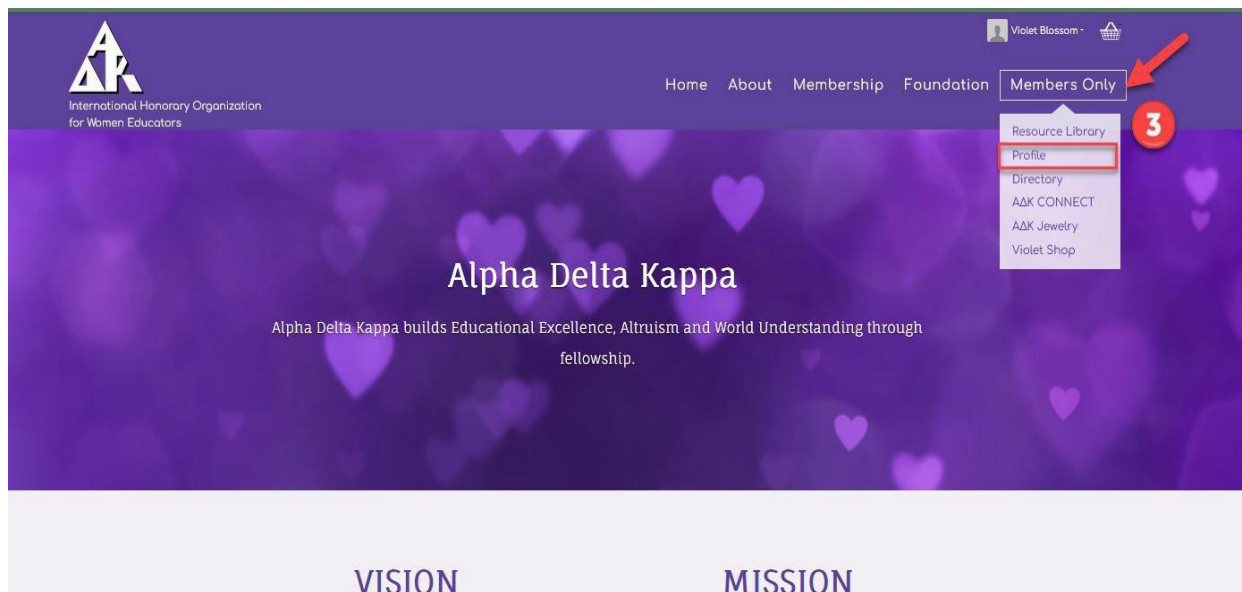 Violet Blossom
ΑΔΚ
International Honorary Organization
for Women Educators
Home About Membership Foundation Members Only
3
Resource Library
Profile
Directory
ΑΔΚ CONNECT
ΑΔΚ Jewelry
Violet Shop
Alpha Delta Kappa
Alpha Delta Kappa builds Educational Excellence, Altruism and World Understanding through
fellowship.
VISION
MISSION